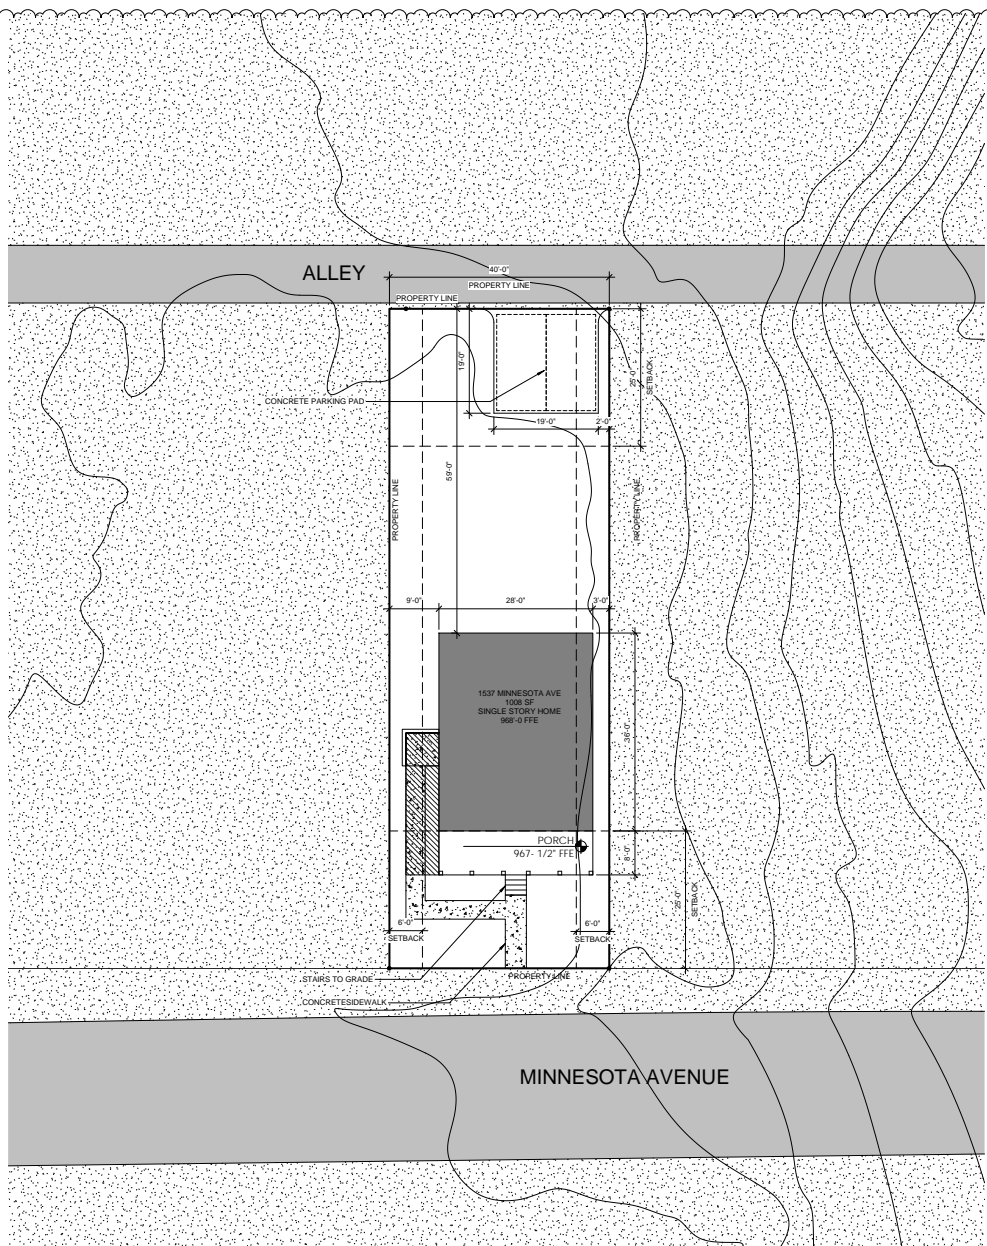 ALLEY
40'-0"
PROPERTY LINE
PROPERTY LINE
19'-0"
25'-0"
SETBACK
CONCRETE PARKING PAD
19'-0"
2'-0"
59'-0"
PROPERTY LINE
PROPERTY LINE
9'-0"
28'-0"
3'-0"
1537 MINNESOTA AVE
1008 SF
SINGLE STORY HOME
968'-0 FFE
36'-0"
PORCH
967- 1/2" FFE
8'-0"
25'-0"
SETBACK
6'-0"
SETBACK
6'-0"
SETBACK
STAIRS TO GRADE
PROPERTY LINE
CONCRETESIDEWALK
MINNESOTA AVENUE